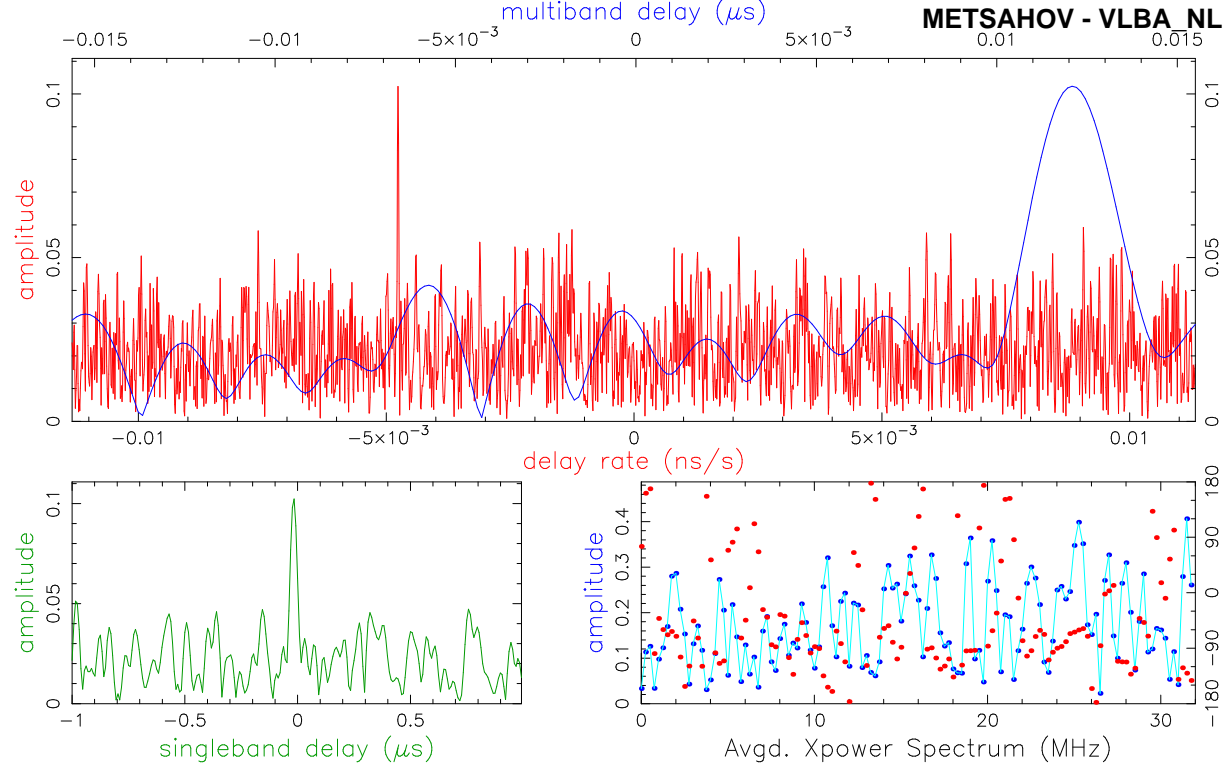 multiband delay (μs)
METSAHOV - VLBA_NL
−0.015 −0.01 −5×10⁻³ 0 5×10⁻³ 0.01 0.015
0.1 0.1
0.05 0.05
0 0
amplitude
−0.01 −5×10⁻³ 0 5×10⁻³ 0.01
delay rate (ns/s)
0.1
0.05
0
amplitude
−1 −0.5 0 0.5
singleband delay (μs)
0.4
0.3
0.2
0.1
0
amplitude
180
90
0
−90
−180
0 10 20 30
Avgd. Xpower Spectrum (MHz)